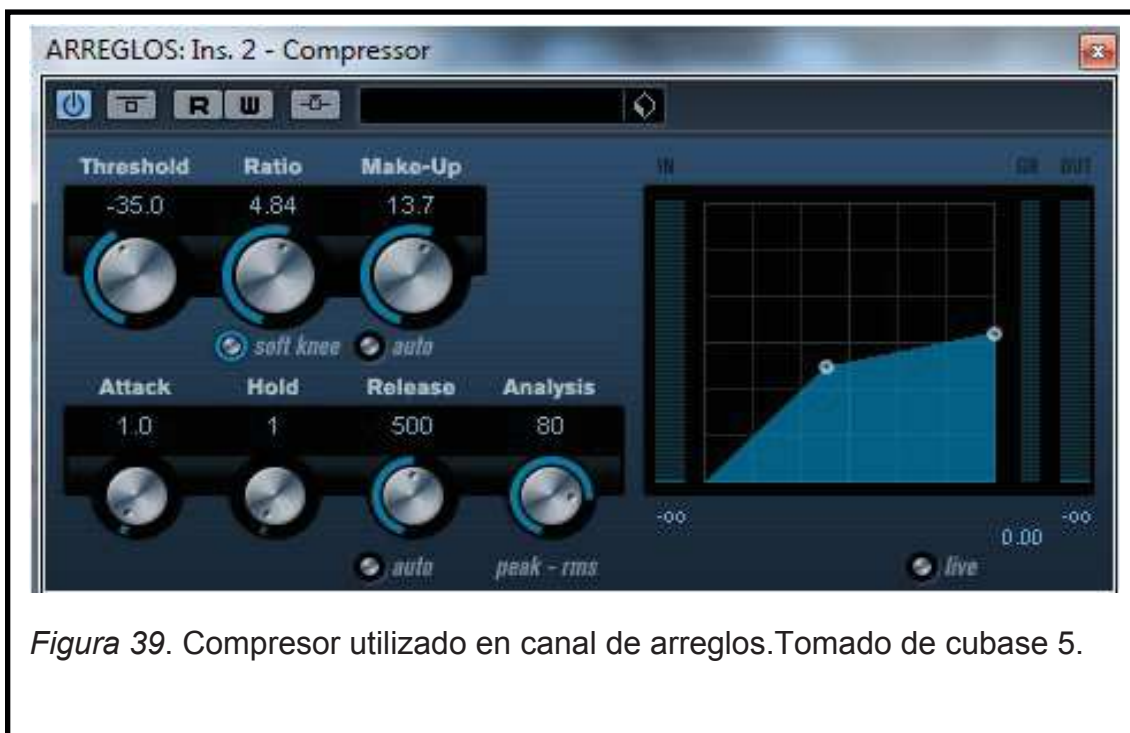 ARREGLOS: Ins. 2 - Compressor
R W
Threshold Ratio Make-Up
-35.0 4.84 13.7
soft knee auto
Attack Hold Release Analysis
1.0 1 500 80
auto peak - rms
IN GR OUT
-oo 0.00 -oo
live
Figura 39. Compresor utilizado en canal de arreglos.Tomado de cubase 5.